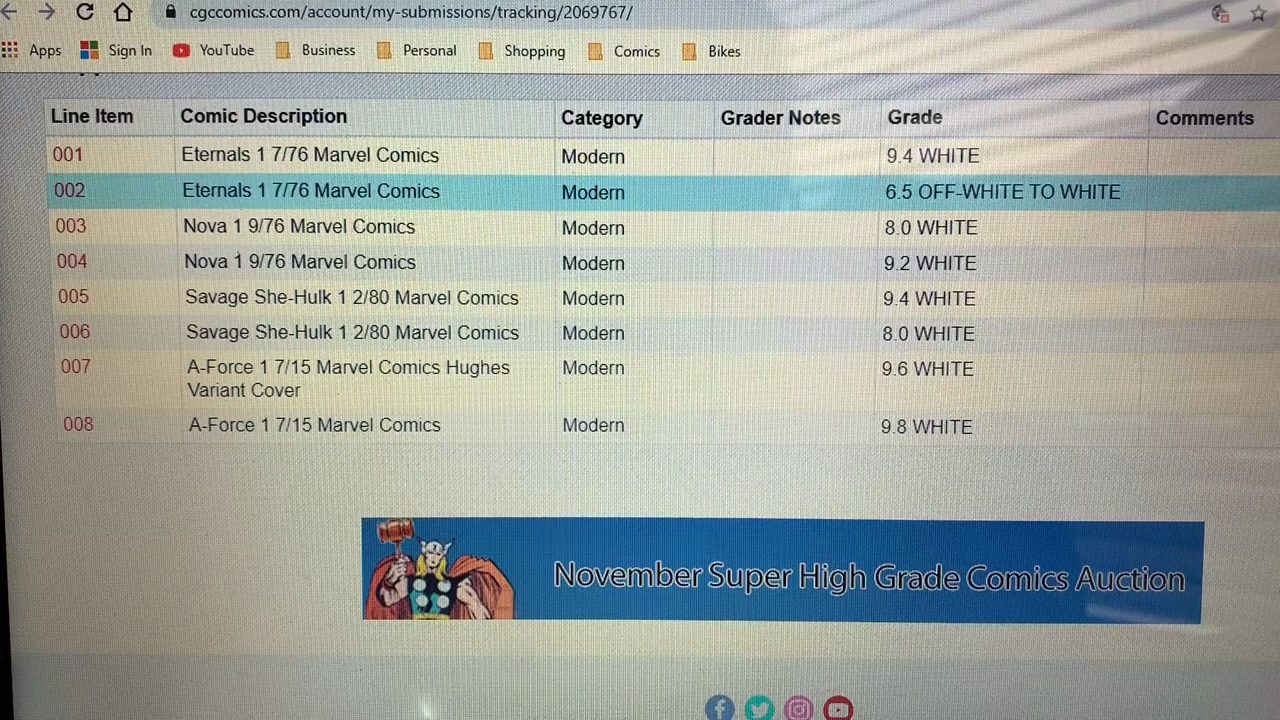 cgccomics.com/account/my-submissions/tracking/2069767/
Apps Sign In YouTube Business Personal Shopping Comics Bikes
Line Item Comic Description Category Grader Notes Grade Comments
001 Eternals 1 7/76 Marvel Comics Modern 9.4 WHITE
002 Eternals 1 7/76 Marvel Comics Modern 6.5 OFF-WHITE TO WHITE
003 Nova 1 9/76 Marvel Comics Modern 8.0 WHITE
004 Nova 1 9/76 Marvel Comics Modern 9.2 WHITE
005 Savage She-Hulk 1 2/80 Marvel Comics Modern 9.4 WHITE
006 Savage She-Hulk 1 2/80 Marvel Comics Modern 8.0 WHITE
007 A-Force 1 7/15 Marvel Comics Hughes Modern 9.6 WHITE
Variant Cover
008 A-Force 1 7/15 Marvel Comics Modern 9.8 WHITE
November Super High Grade Comics Auction